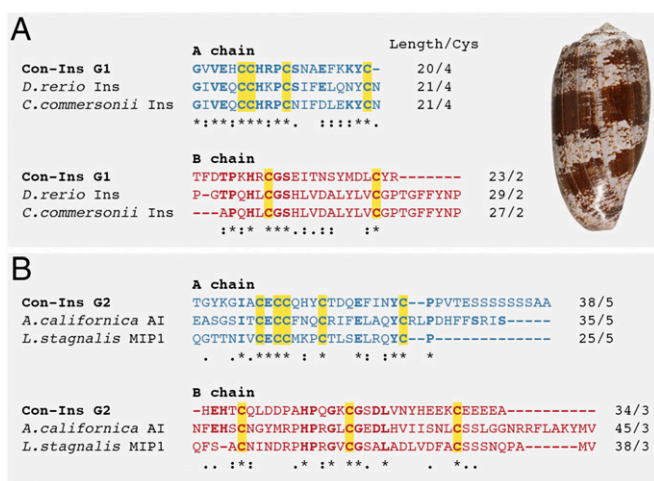 A
A chain
Length/Cys
Con-Ins G1 GVVEHCCHRPCSNAEFKKYC- 20/4
D.rerio Ins GIVEQCCHKPCSIFELQNYCN 21/4
C.commersonii Ins GIVEQCCHRPCNIFDLEKYCN 21/4
*:**:***:***. ::::**.
B chain
Con-Ins G1 TFDTPKHRCGSEITNSYMDLCYR------- 23/2
D.rerio Ins P-GTPQHLCGSHLVDALYLVCGPTGFFYNP 29/2
C.commersonii Ins ---APQHLCGSHLVDALYLVCGPTGFFYNP 27/2
:*:* ***.:.:: :*
B
A chain
Con-Ins G2 TGYKGIACECCQHYCTDQEFINYC--PPVTESSSSSSSAA 38/5
A.californica AI EASGSITCECCFNQCRIFELAQYCRLPDHFFSRIS----- 35/5
L.stagnalis MIP1 QGTTNIVCECCMKPCTLSELRQYC--P------------- 25/5
. .*.****: * *: :** *
B chain
Con-Ins G2 -HEHTCQLDDPAHPQGKCGSDLVNYHEEKCEEEEA---------- 34/3
A.californica AI NFEHSCNGYMRPHPRGLCGEDLHVIISNLCSSLGGNRRFLAKYMV 45/3
L.stagnalis MIP1 QFS-ACNINDRPHPRGVCGSALADLVDFACSSSNQPA------MV 38/3
.. :* .**:* **. * . *..